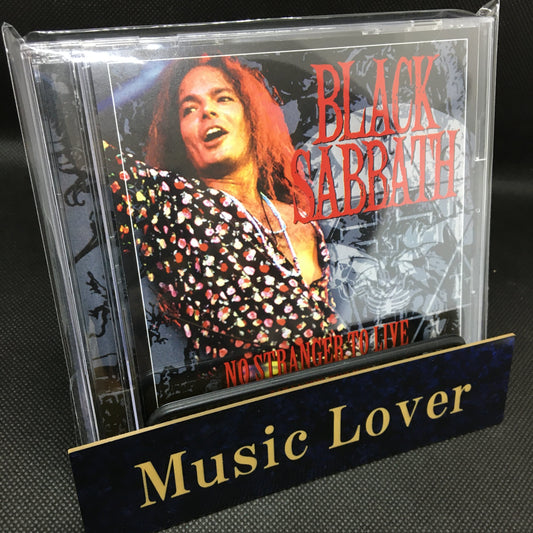 BLACK
SABBATH
NO STRANGER TO LIVE
Music Lover